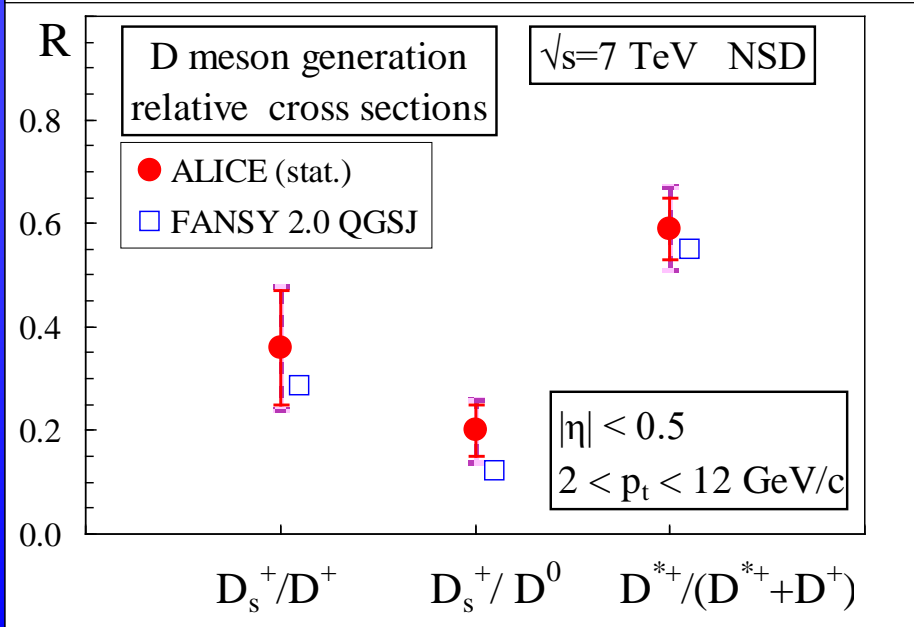 R
D meson generation
relative cross sections
√s=7 TeV NSD
ALICE (stat.)
FANSY 2.0 QGSJ
0.8
0.6
0.4
0.2
0.0
|η| < 0.5
2 < pₜ < 12 GeV/c
Dₛ⁺/D⁺
Dₛ⁺/ D⁰
D*⁺/(D*⁺+D⁺)